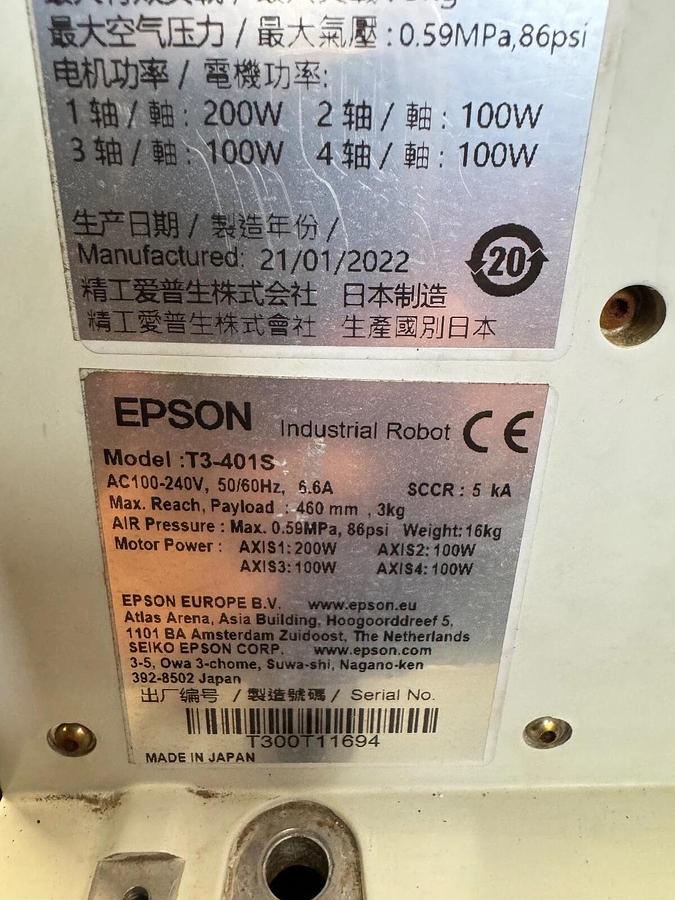 最大空气压力 / 最大氣壓 : 0.59MPa,86psi
电机功率 / 電機功率:
1 轴 / 軸 : 200W 2 轴 / 軸 : 100W
3 轴 / 軸 : 100W 4 轴 / 軸 : 100W
生产日期 / 製造年份 /
Manufactured: 21/01/2022
20
精工爱普生株式会社 日本制造
精工愛普生株式會社 生產國別日本
EPSON Industrial Robot CE
Model :T3-401S
AC100-240V, 50/60Hz, 6.6A SCCR : 5 kA
Max. Reach, Payload : 460 mm , 3kg
AIR Pressure : Max. 0.59MPa, 86psi Weight:16kg
Motor Power : AXIS1: 200W AXIS2: 100W
AXIS3: 100W AXIS4: 100W
EPSON EUROPE B.V. www.epson.eu
Atlas Arena, Asia Building, Hoogoorddreef 5,
1101 BA Amsterdam Zuidoost, The Netherlands
SEIKO EPSON CORP. www.epson.com
3-5, Owa 3-chome, Suwa-shi, Nagano-ken
392-8502 Japan
出厂编号 / 製造號碼 / Serial No.
T300T11694
MADE IN JAPAN